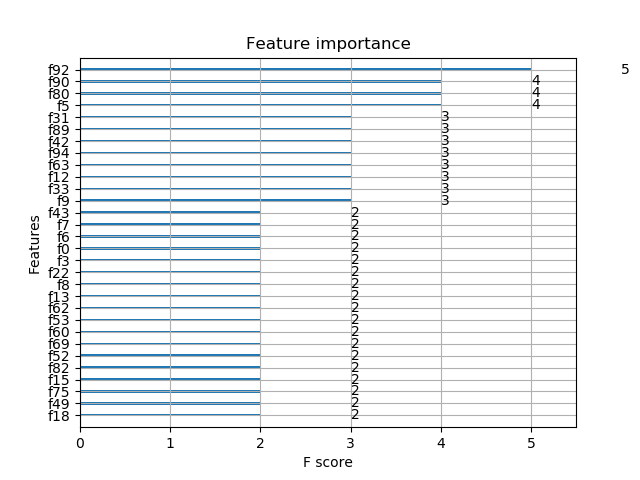 Feature importance
f92 5
f90 4
f80 4
f5 4
f31 3
f89 3
f42 3
f94 3
f63 3
f12 3
f33 3
f9 3
f43 2
f7 2
f6 2
f0 2
f3 2
f22 2
f8 2
f13 2
f62 2
f53 2
f60 2
f69 2
f52 2
f82 2
f15 2
f75 2
f49 2
f18 2
Features
0 1 2 3 4 5
F score